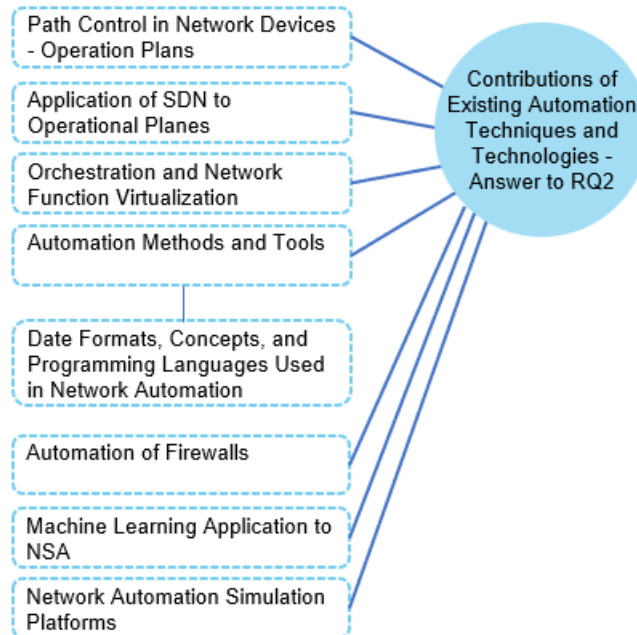 Path Control in Network Devices
- Operation Plans
Application of SDN to
Operational Planes
Orchestration and Network
Function Virtualization
Automation Methods and Tools
Date Formats, Concepts, and
Programming Languages Used
in Network Automation
Automation of Firewalls
Machine Learning Application to
NSA
Network Automation Simulation
Platforms
Contributions of
Existing Automation
Techniques and
Technologies -
Answer to RQ2